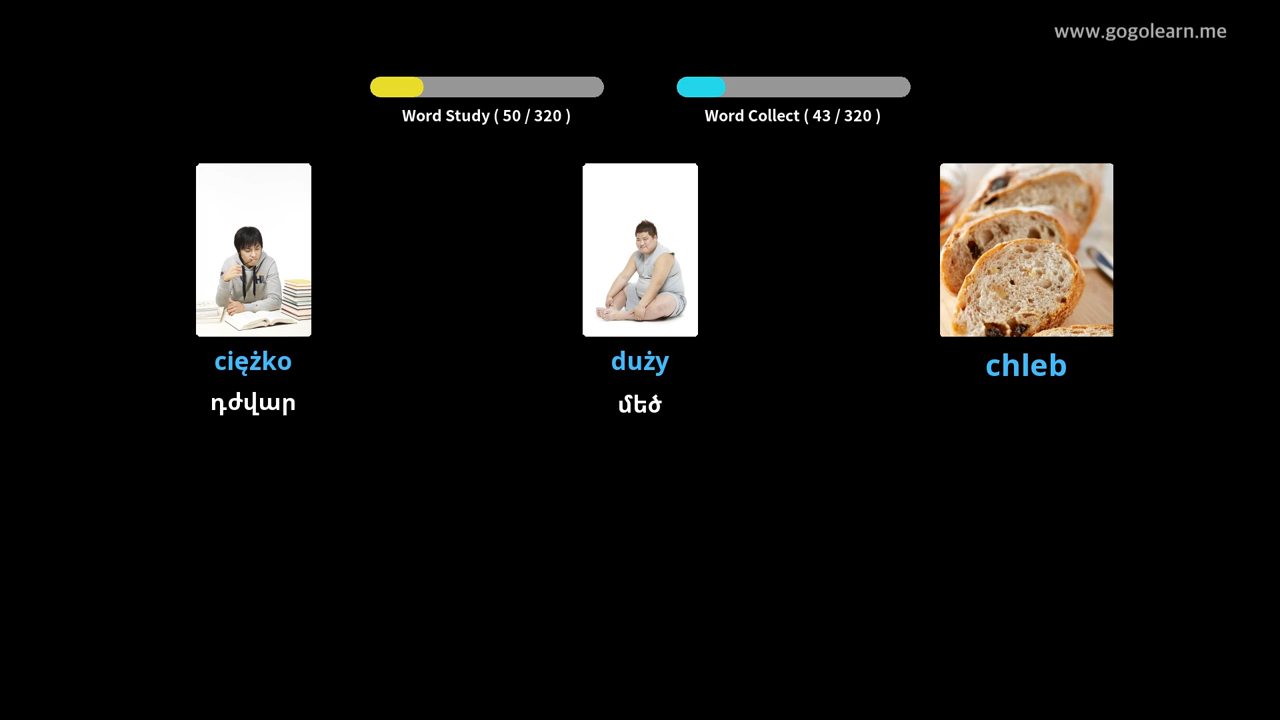 www.gogolearn.me
Word Study ( 50 / 320 )
Word Collect ( 43 / 320 )
ciężko
duży
chleb
դժվար
մեծ